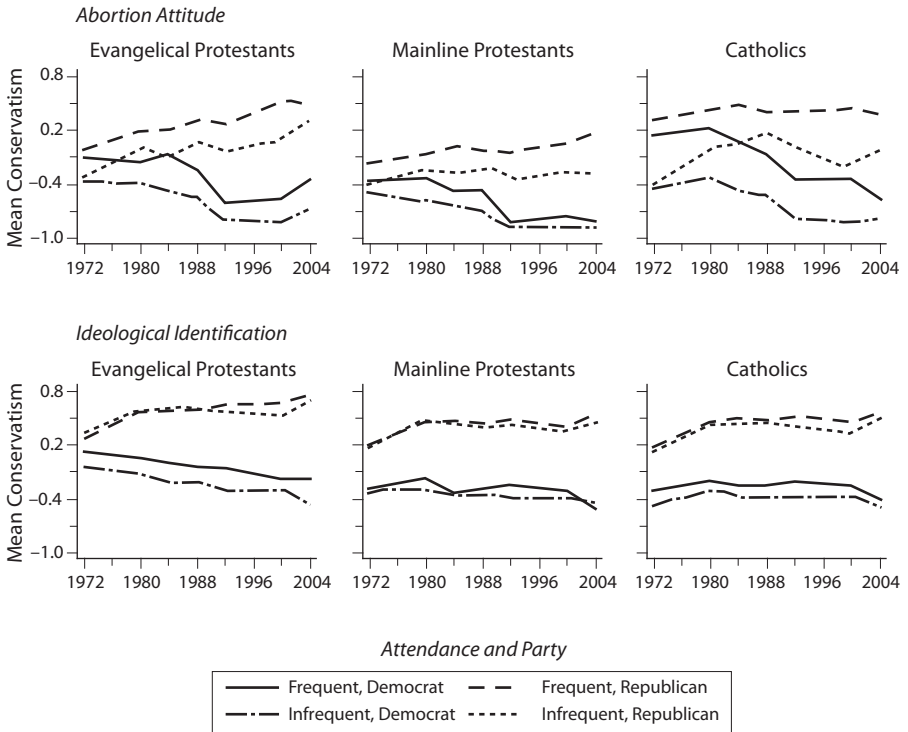 Abortion Attitude
Evangelical Protestants
Mainline Protestants
Catholics
Mean Conservatism
0.8
0.2
−0.4
−1.0
1972 1980 1988 1996 2004
1972 1980 1988 1996 2004
1972 1980 1988 1996 2004
Ideological Identification
Evangelical Protestants
Mainline Protestants
Catholics
Mean Conservatism
0.8
0.2
−0.4
−1.0
1972 1980 1988 1996 2004
1972 1980 1988 1996 2004
1972 1980 1988 1996 2004
Attendance and Party
Frequent, Democrat
Frequent, Republican
Infrequent, Democrat
Infrequent, Republican